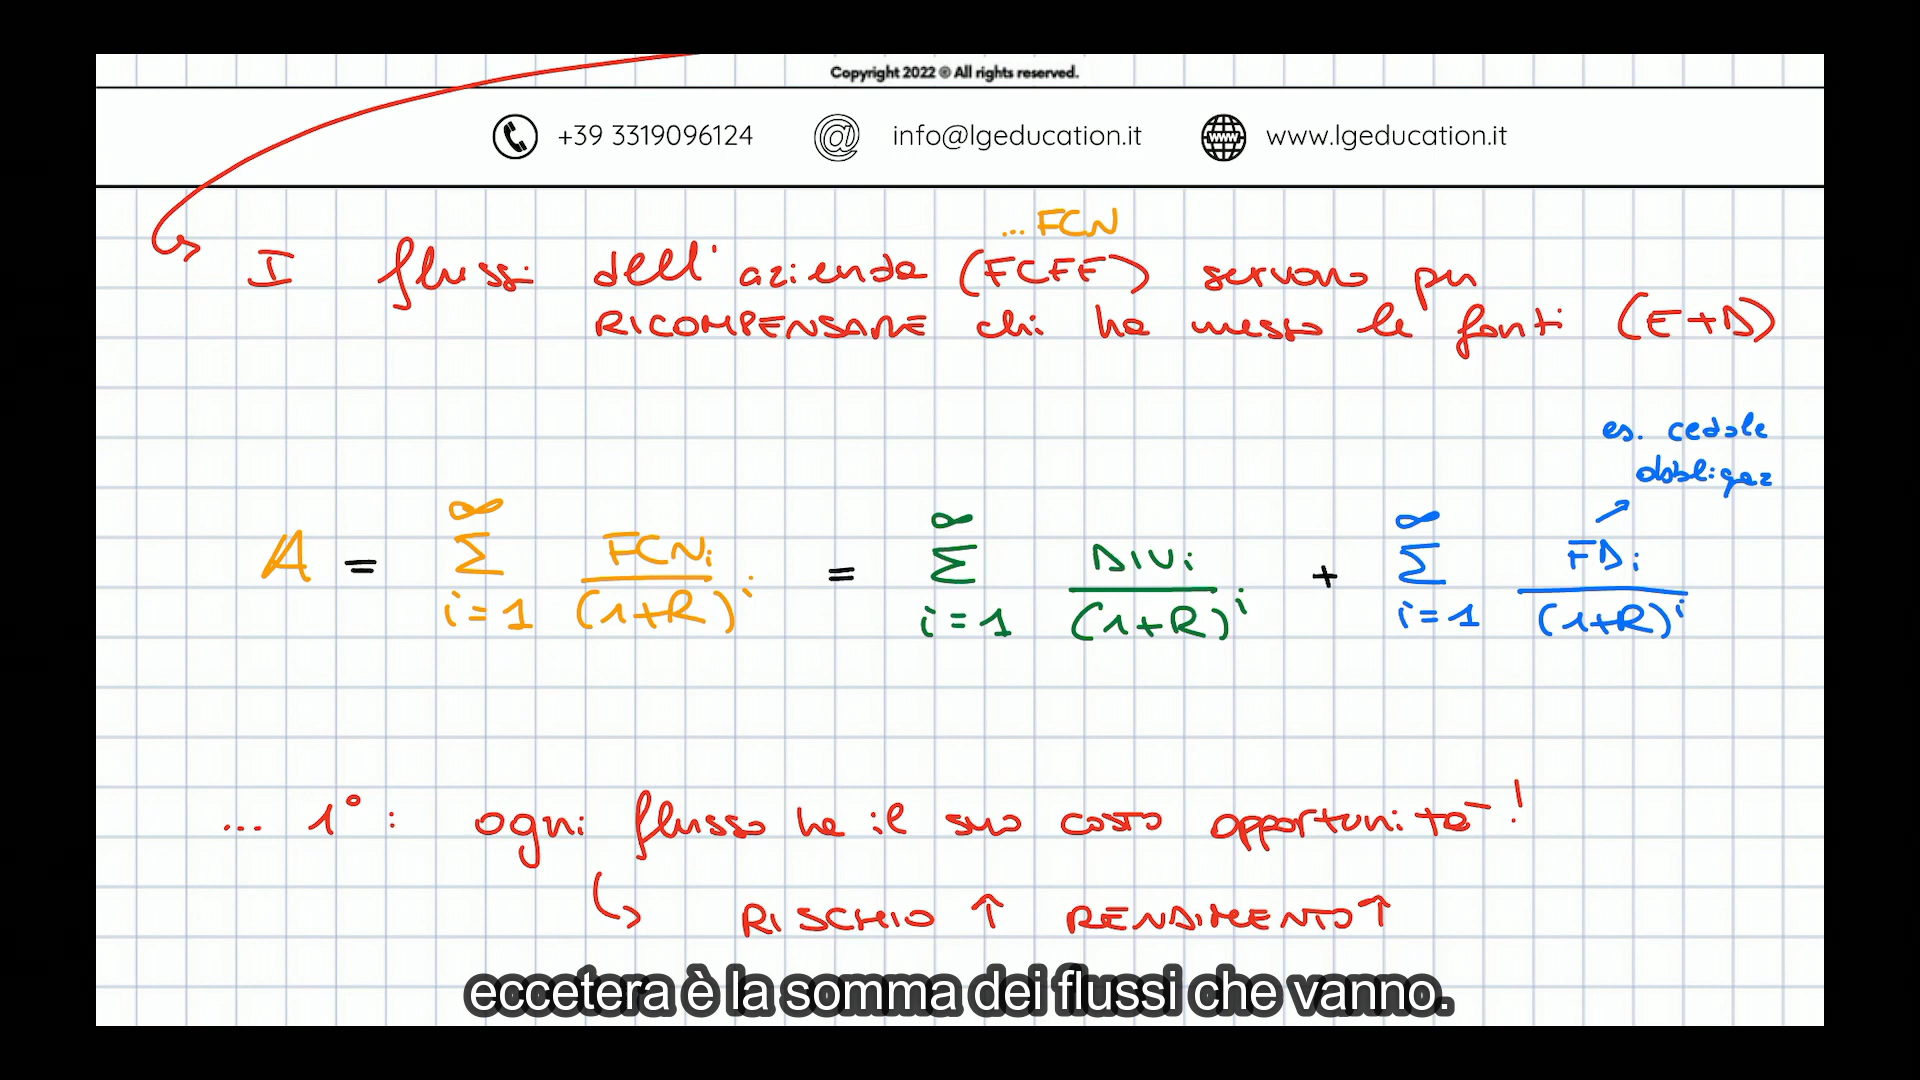 Copyright 2022 © All rights reserved.
+39 3319096124 info@lgeducation.it www.lgeducation.it
... FCN
I flussi dell'azienda (FCFF) servono per
RICOMPENSARE chi ha messo le fonti (E+D)
es. cedole
obbligaz
A = ∞ Σ i=1 FCNi / (1+R)^i = ∞ Σ i=1 DIVi / (1+R)^i + ∞ Σ i=1 FDi / (1+R)^i
... 1°: ogni flusso ha il suo costo opportunità!
RISCHIO ↑ RENDIMENTO ↑
eccetera è la somma dei flussi che vanno.